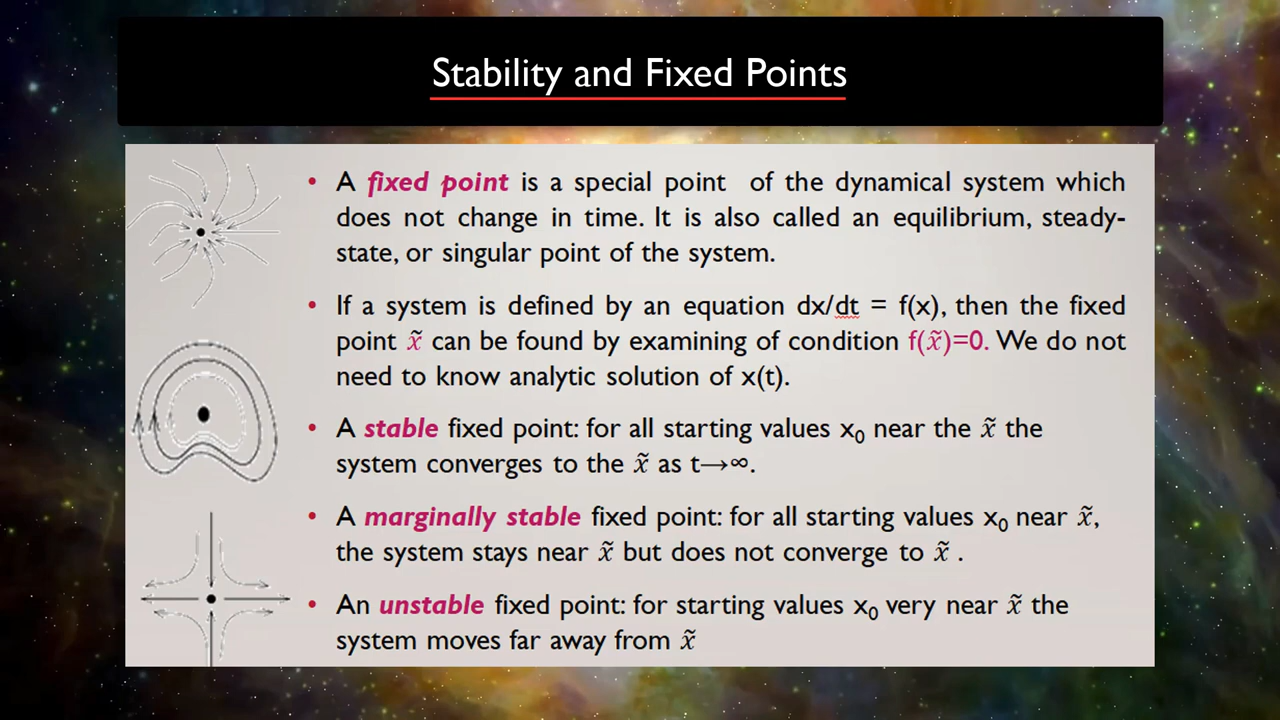 Stability and Fixed Points
• A fixed point is a special point of the dynamical system which
does not change in time. It is also called an equilibrium, steady-
state, or singular point of the system.
• If a system is defined by an equation dx/dt = f(x), then the fixed
point x̃ can be found by examining of condition f(x̃)=0. We do not
need to know analytic solution of x(t).
• A stable fixed point: for all starting values x₀ near the x̃ the
system converges to the x̃ as t→∞.
• A marginally stable fixed point: for all starting values x₀ near x̃,
the system stays near x̃ but does not converge to x̃ .
• An unstable fixed point: for starting values x₀ very near x̃ the
system moves far away from x̃